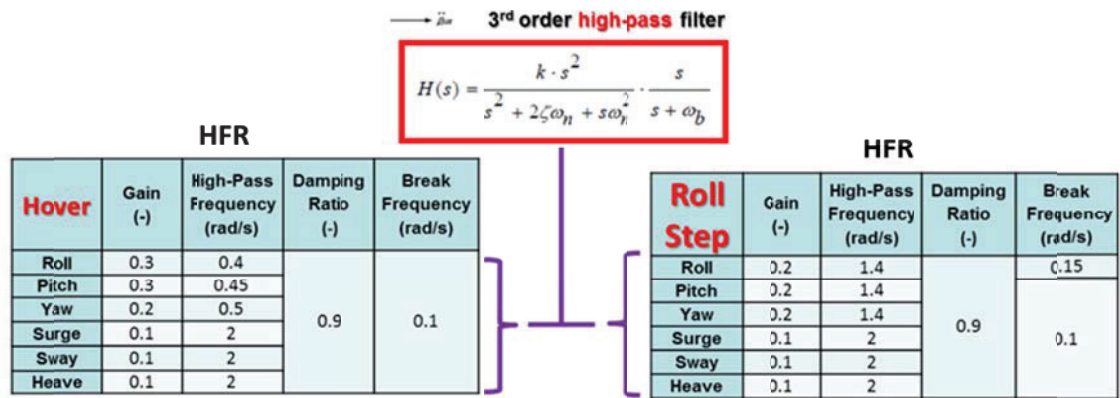 3rd order high-pass filter
H(s) = k · s^2 / (s^2 + 2ζω_n + sω_n^2) · s / (s + ω_b)
HFR
Hover | Gain (-) | High-Pass Frequency (rad/s) | Damping Ratio (-) | Break Frequency (rad/s)
Roll | 0.3 | 0.4 | 0.9 | 0.1
Pitch | 0.3 | 0.45
Yaw | 0.2 | 0.5
Surge | 0.1 | 2
Sway | 0.1 | 2
Heave | 0.1 | 2
HFR
Roll Step | Gain (-) | High-Pass Frequency (rad/s) | Damping Ratio (-) | Break Frequency (rad/s)
Roll | 0.2 | 1.4 | 0.9 | 0.15
Pitch | 0.2 | 1.4 | 0.1
Yaw | 0.2 | 1.4
Surge | 0.1 | 2
Sway | 0.1 | 2
Heave | 0.1 | 2